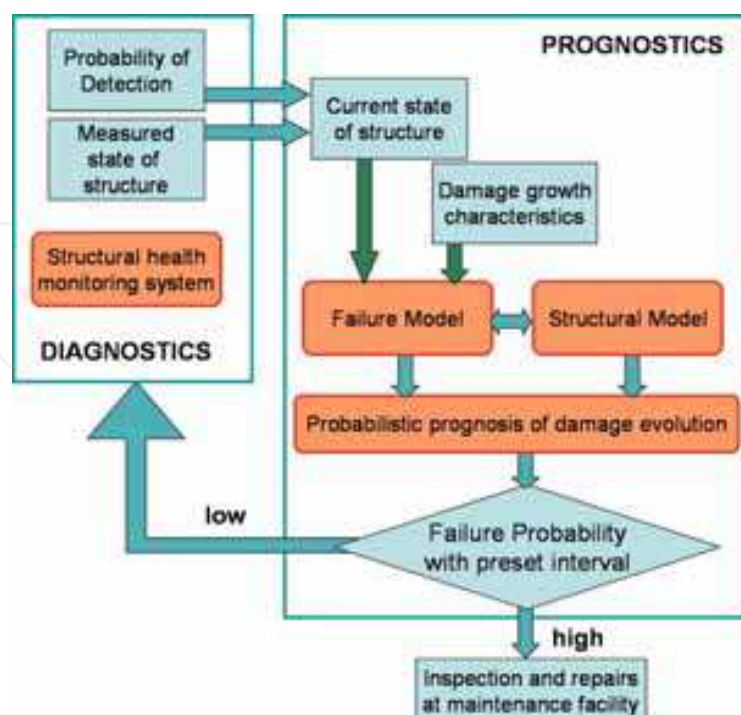 Probability of
Detection
Measured
state of
structure
Structural health
monitoring system
DIAGNOSTICS
PROGNOSTICS
Current state
of structure
Damage growth
characteristics
Failure Model
Structural Model
Probabilistic prognosis of damage evolution
low
Failure Probability
with preset interval
high
Inspection and repairs
at maintenance facility